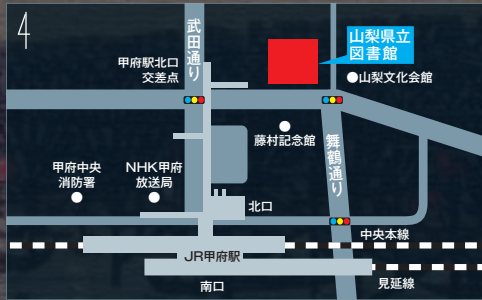 4
武田通り
甲府駅北口
交差点
山梨県立
図書館
山梨文化会館
藤村記念館
舞鶴通り
甲府中央
消防署
NHK甲府
放送局
北口
中央本線
JR甲府駅
南口
見延線